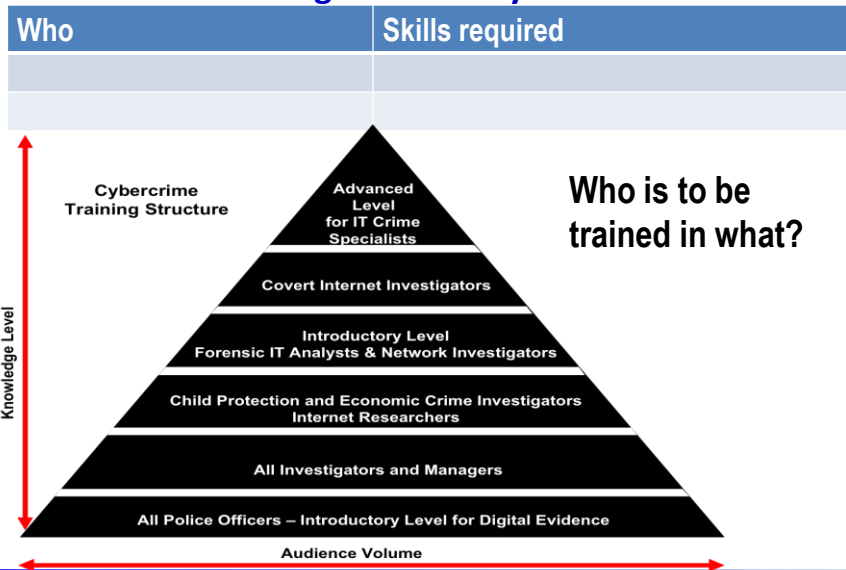 Who Skills required
Cybercrime
Training Structure
Who is to be
trained in what?
Advanced
Level
for IT Crime
Specialists
Covert Internet Investigators
Introductory Level
Forensic IT Analysts & Network Investigators
Child Protection and Economic Crime Investigators
Internet Researchers
All Investigators and Managers
All Police Officers – Introductory Level for Digital Evidence
Knowledge Level
Audience Volume